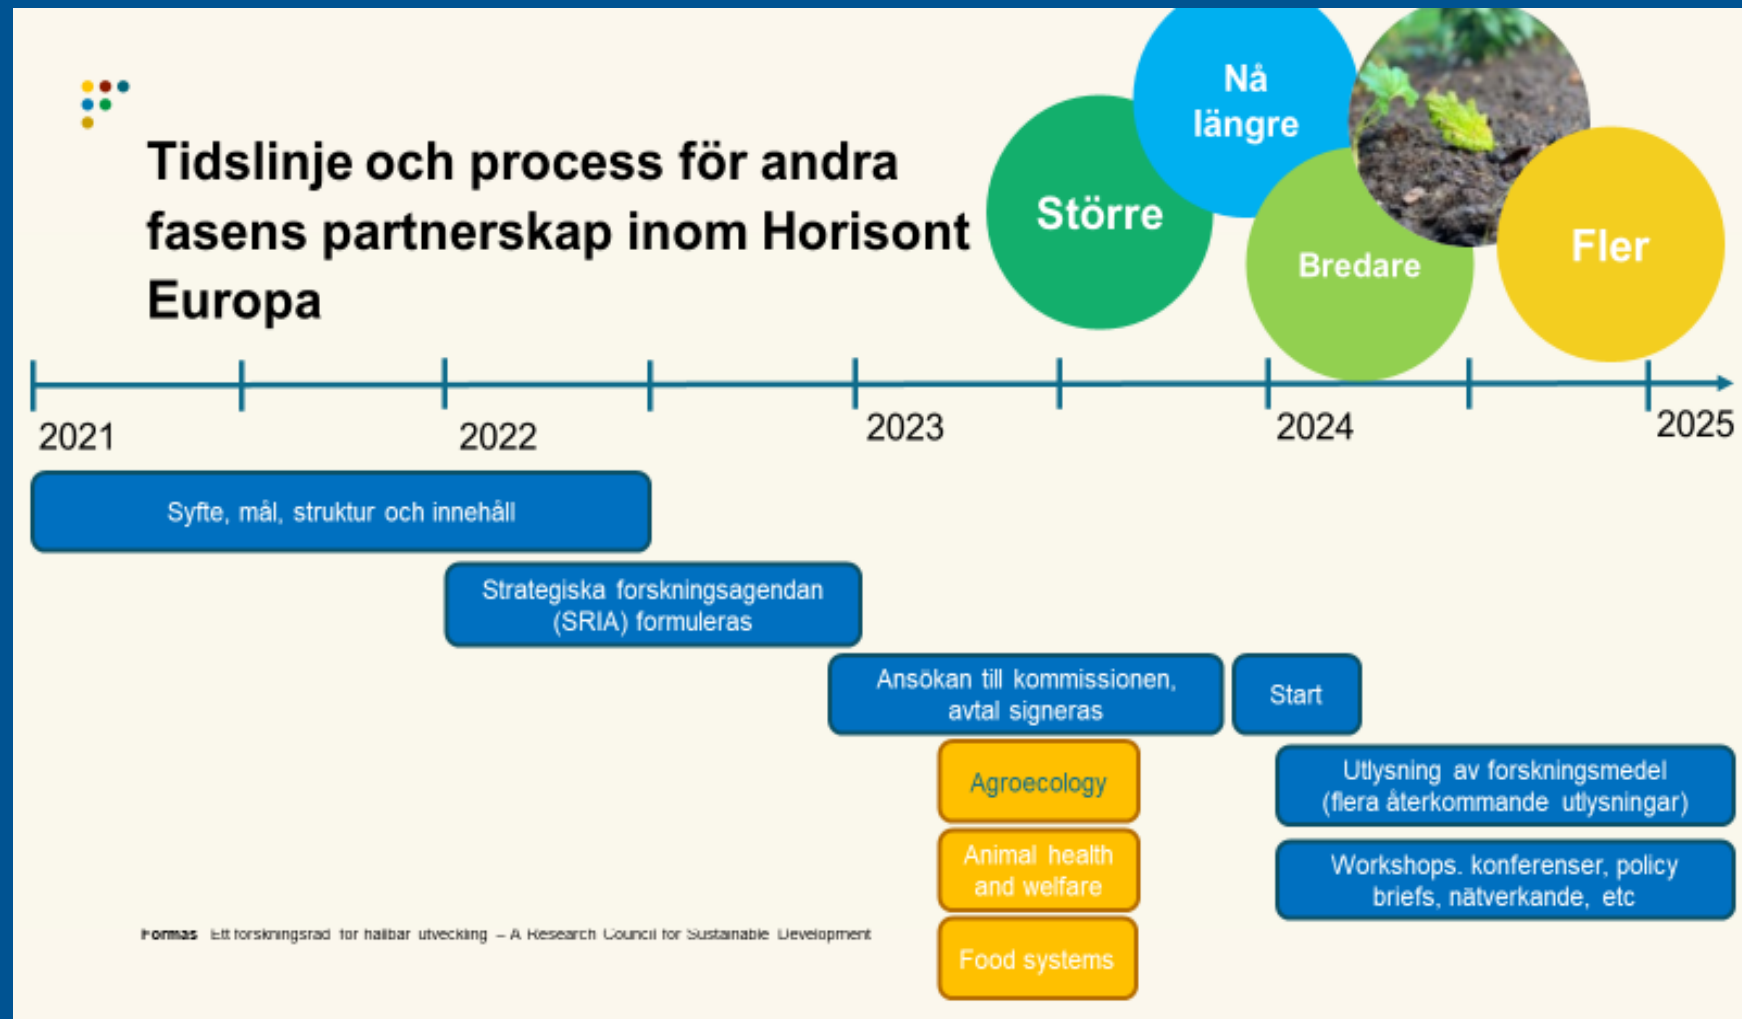 Tidslinje och process för andra
fasens partnerskap inom Horisont
Europa
Större
Nå
längre
Bredare
Fler
2021
2022
2023
2024
2025
Syfte, mål, struktur och innehåll
Strategiska forskningsagendan
(SRIA) formuleras
Ansökan till kommissionen,
avtal signeras
Start
Agroecology
Animal health
and welfare
Food systems
Utlysning av forskningsmedel
(flera återkommande utlysningar)
Workshops. konferenser, policy
briefs, nätverkande, etc
Formas Ett forskningsråd för hållbar utveckling – A Research Council for Sustainable Development